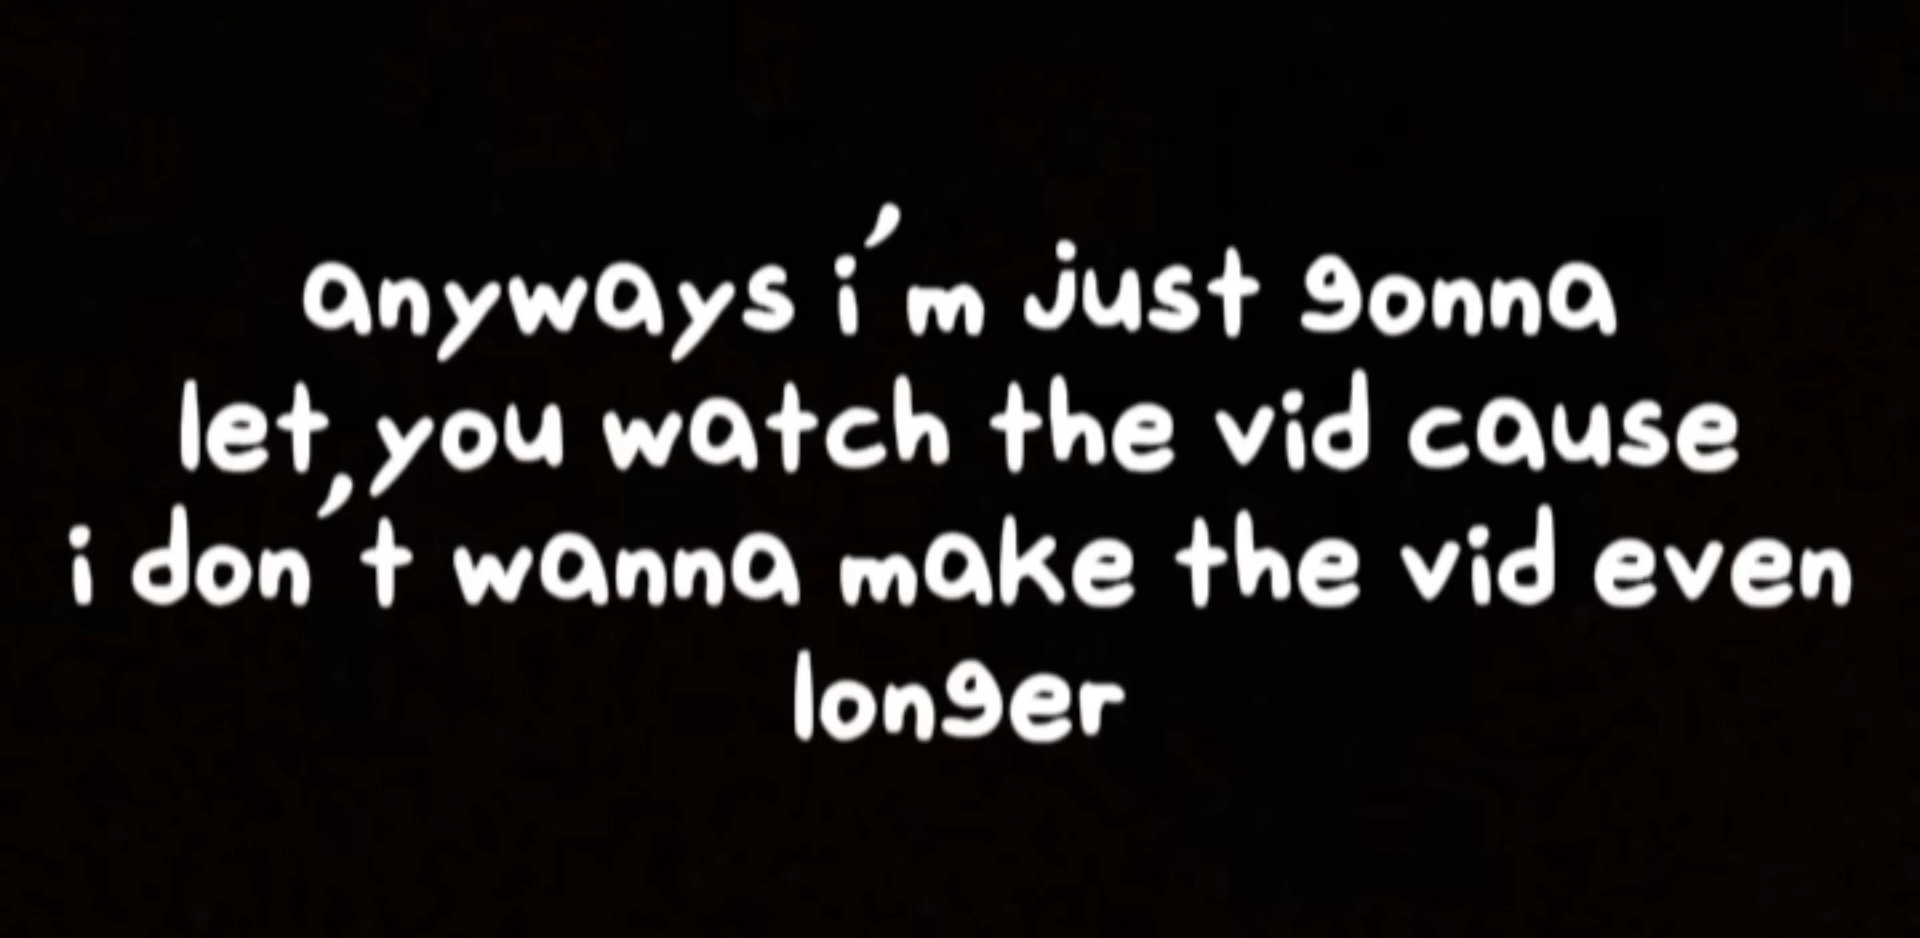 anyways i'm just gonna
let you watch the vid cause
i don't wanna make the vid even
longer